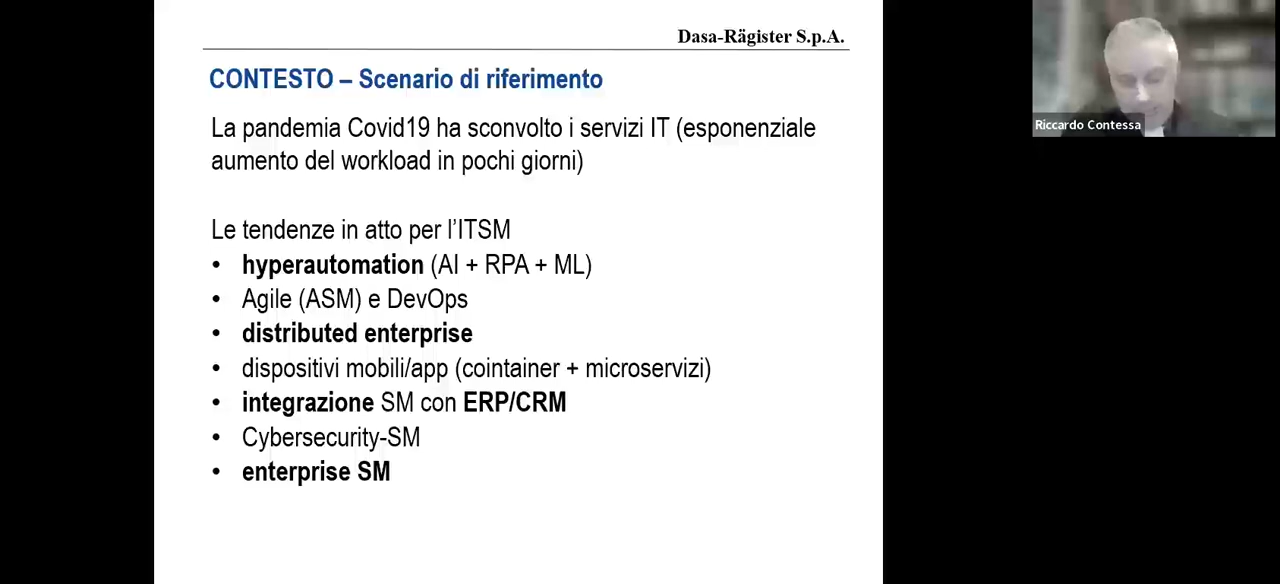 Dasa-Rägister S.p.A.
CONTESTO – Scenario di riferimento
La pandemia Covid19 ha sconvolto i servizi IT (esponenziale
aumento del workload in pochi giorni)
Le tendenze in atto per l’ITSM
• hyperautomation (AI + RPA + ML)
• Agile (ASM) e DevOps
• distributed enterprise
• dispositivi mobili/app (cointainer + microservizi)
• integrazione SM con ERP/CRM
• Cybersecurity-SM
• enterprise SM
Riccardo Contessa